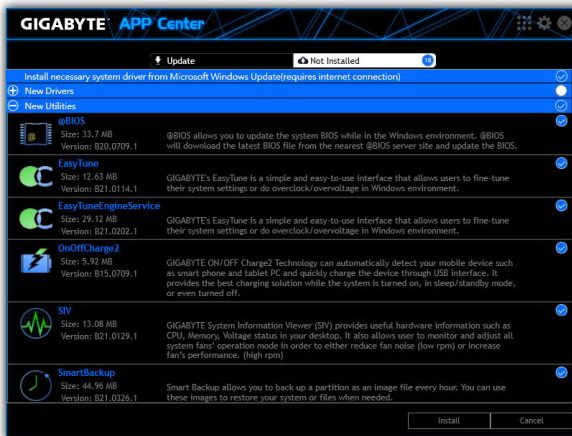 GIGABYTE™ APP Center
Update
Not Installed
18
Install necessary system driver from Microsoft Windows Update(requires internet connection)
New Drivers
New Utilities
@BIOS
Size: 33.7 MB
Version: B20.0709.1
@BIOS allows you to update the system BIOS while in the Windows environment. @BIOS
will download the latest BIOS file from the nearest @BIOS server site and update the BIOS.
EasyTune
Size: 12.63 MB
Version: B21.0114.1
GIGABYTE's EasyTune is a simple and easy-to-use interface that allows users to fine-tune
their system settings or do overclock/overvoltage in Windows environment.
EasyTuneEngineService
Size: 29.12 MB
Version: B21.0202.1
GIGABYTE's EasyTune is a simple and easy-to-use interface that allows users to fine-tune
their system settings or do overclock/overvoltage in Windows environment.
OnOffCharge2
Size: 5.92 MB
Version: B15.0709.1
GIGABYTE ON/OFF Charge2 Technology can automatically detect your mobile device such
as smart phone and tablet PC and quickly charge the device through USB interface. It
provides the best charging solution while the system is turned on, in sleep/standby mode,
or even turned off.
SIV
Size: 13.08 MB
Version: B21.0129.1
GIGABYTE System Information Viewer (SIV) provides useful hardware information such as
CPU, Memory, Voltage status in your desktop. It also allows user to monitor and adjust all
system fans' operation mode in order to either reduce fan noise (low rpm) or increase
fan's performance. (high rpm)
SmartBackup
Size: 44.96 MB
Version: B21.0326.1
Smart Backup allows you to back up a partition as an image file every hour. You can use
these images to restore your system or files when needed.
Install
Cancel